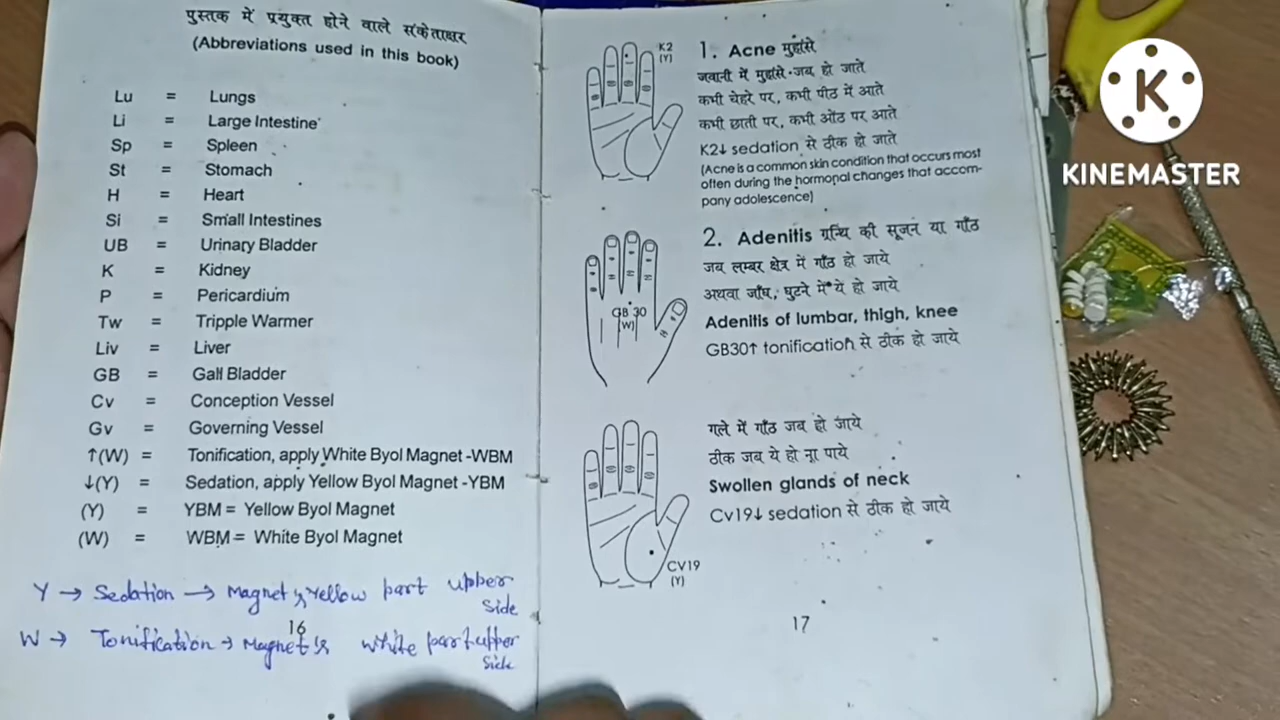 पुस्तक में प्रयुक्त होने वाले संकेताक्षर
(Abbreviations used in this book)
Lu = Lungs
Li = Large Intestine
Sp = Spleen
St = Stomach
H = Heart
Si = Small Intestines
UB = Urinary Bladder
K = Kidney
P = Pericardium
Tw = Tripple Warmer
Liv = Liver
GB = Gall Bladder
Cv = Conception Vessel
Gv = Governing Vessel
↑(W) = Tonification, apply White Byol Magnet -WBM
↓(Y) = Sedation, apply Yellow Byol Magnet -YBM
(Y) = YBM = Yellow Byol Magnet
(W) = WBM = White Byol Magnet
Y → Sedation → Magnet's Yellow part upper
side
16
W → Tonification → Magnet's white part upper
side
K2
(Y)
1. Acne मुहांसे
जवानी में मुहांसे जब हो जाते
कभी चेहरे पर, कभी पीठ में आते
कभी छाती पर, कभी ओंठ पर आते
K2↓ sedation से ठीक हो जाते
(Acne is a common skin condition that occurs most
often during the hormonal changes that accom-
pany adolescence)
GB 30
(W)
2. Adenitis ग्रन्थि की सूजन या गाँठ
जब लम्बर क्षेत्र में गाँठ हो जाये
अथवा जाँघ, घुटने में ये हो जाये
Adenitis of lumbar, thigh, knee
GB30↑ tonification से ठीक हो जाये
गले में गाँठ जब हो जाये
ठीक जब ये हो ना पाये
Swollen glands of neck
Cv19↓ sedation से ठीक हो जाये
CV19
(Y)
17
K
KINEMASTER